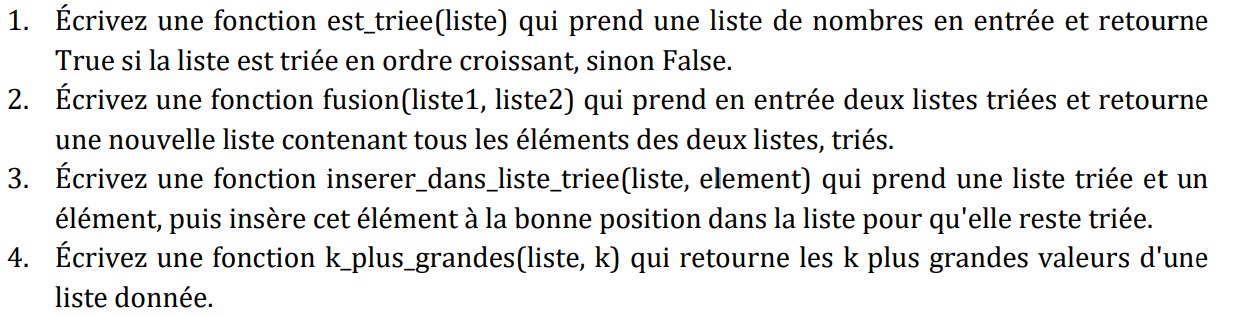 1. Écrivez une fonction est_triee(liste) qui prend une liste de nombres en entrée et retourne
True si la liste est triée en ordre croissant, sinon False.
2. Écrivez une fonction fusion(liste1, liste2) qui prend en entrée deux listes triées et retourne
une nouvelle liste contenant tous les éléments des deux listes, triés.
3. Écrivez une fonction inserer_dans_liste_triee(liste, element) qui prend une liste triée et un
élément, puis insère cet élément à la bonne position dans la liste pour qu'elle reste triée.
4. Écrivez une fonction k_plus_grandes(liste, k) qui retourne les k plus grandes valeurs d'une
liste donnée.